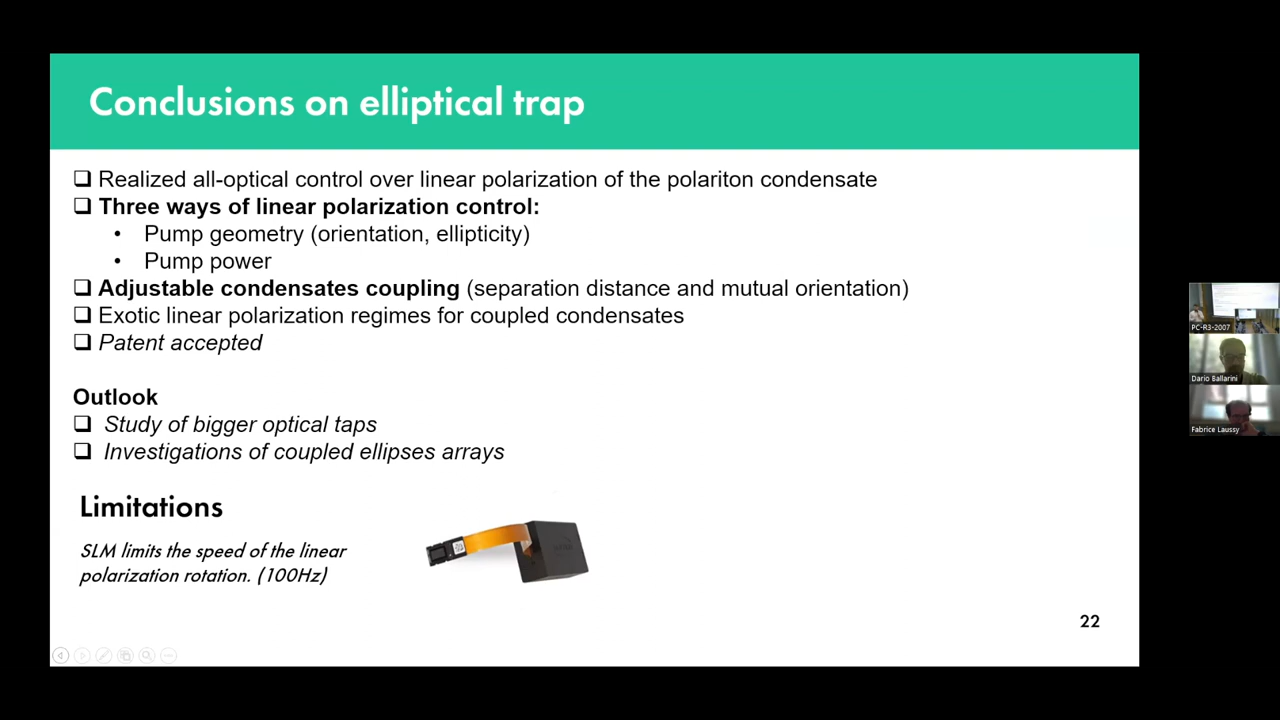 Conclusions on elliptical trap
❑ Realized all-optical control over linear polarization of the polariton condensate
❑ Three ways of linear polarization control:
• Pump geometry (orientation, ellipticity)
• Pump power
❑ Adjustable condensates coupling (separation distance and mutual orientation)
❑ Exotic linear polarization regimes for coupled condensates
❑ Patent accepted
Outlook
❑ Study of bigger optical taps
❑ Investigations of coupled ellipses arrays
Limitations
SLM limits the speed of the linear
polarization rotation. (100Hz)
22
PC-R3-2007
Dario Ballarini
Fabrice Laussy